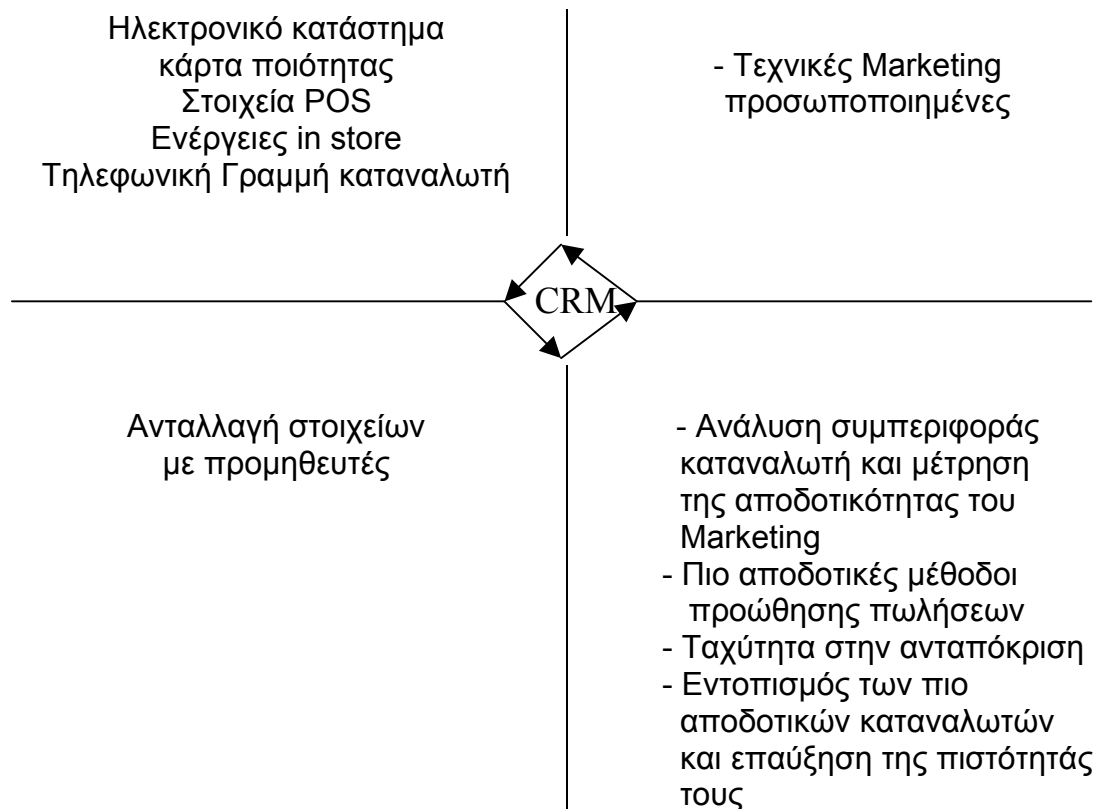 Ηλεκτρονικό κατάστημα
κάρτα ποιότητας
Στοιχεία POS
Ενέργειες in store
Τηλεφωνική Γραμμή καταναλωτή
- Τεχνικές Marketing
προσωποποιημένες
CRM
Ανταλλαγή στοιχείων
με προμηθευτές
- Ανάλυση συμπεριφοράς
καταναλωτή και μέτρηση
της αποδοτικότητας του
Marketing
- Πιο αποδοτικές μέθοδοι
προώθησης πωλήσεων
- Ταχύτητα στην ανταπόκριση
- Εντοπισμός των πιο
αποδοτικών καταναλωτών
και επαύξηση της πιστότητάς
τους